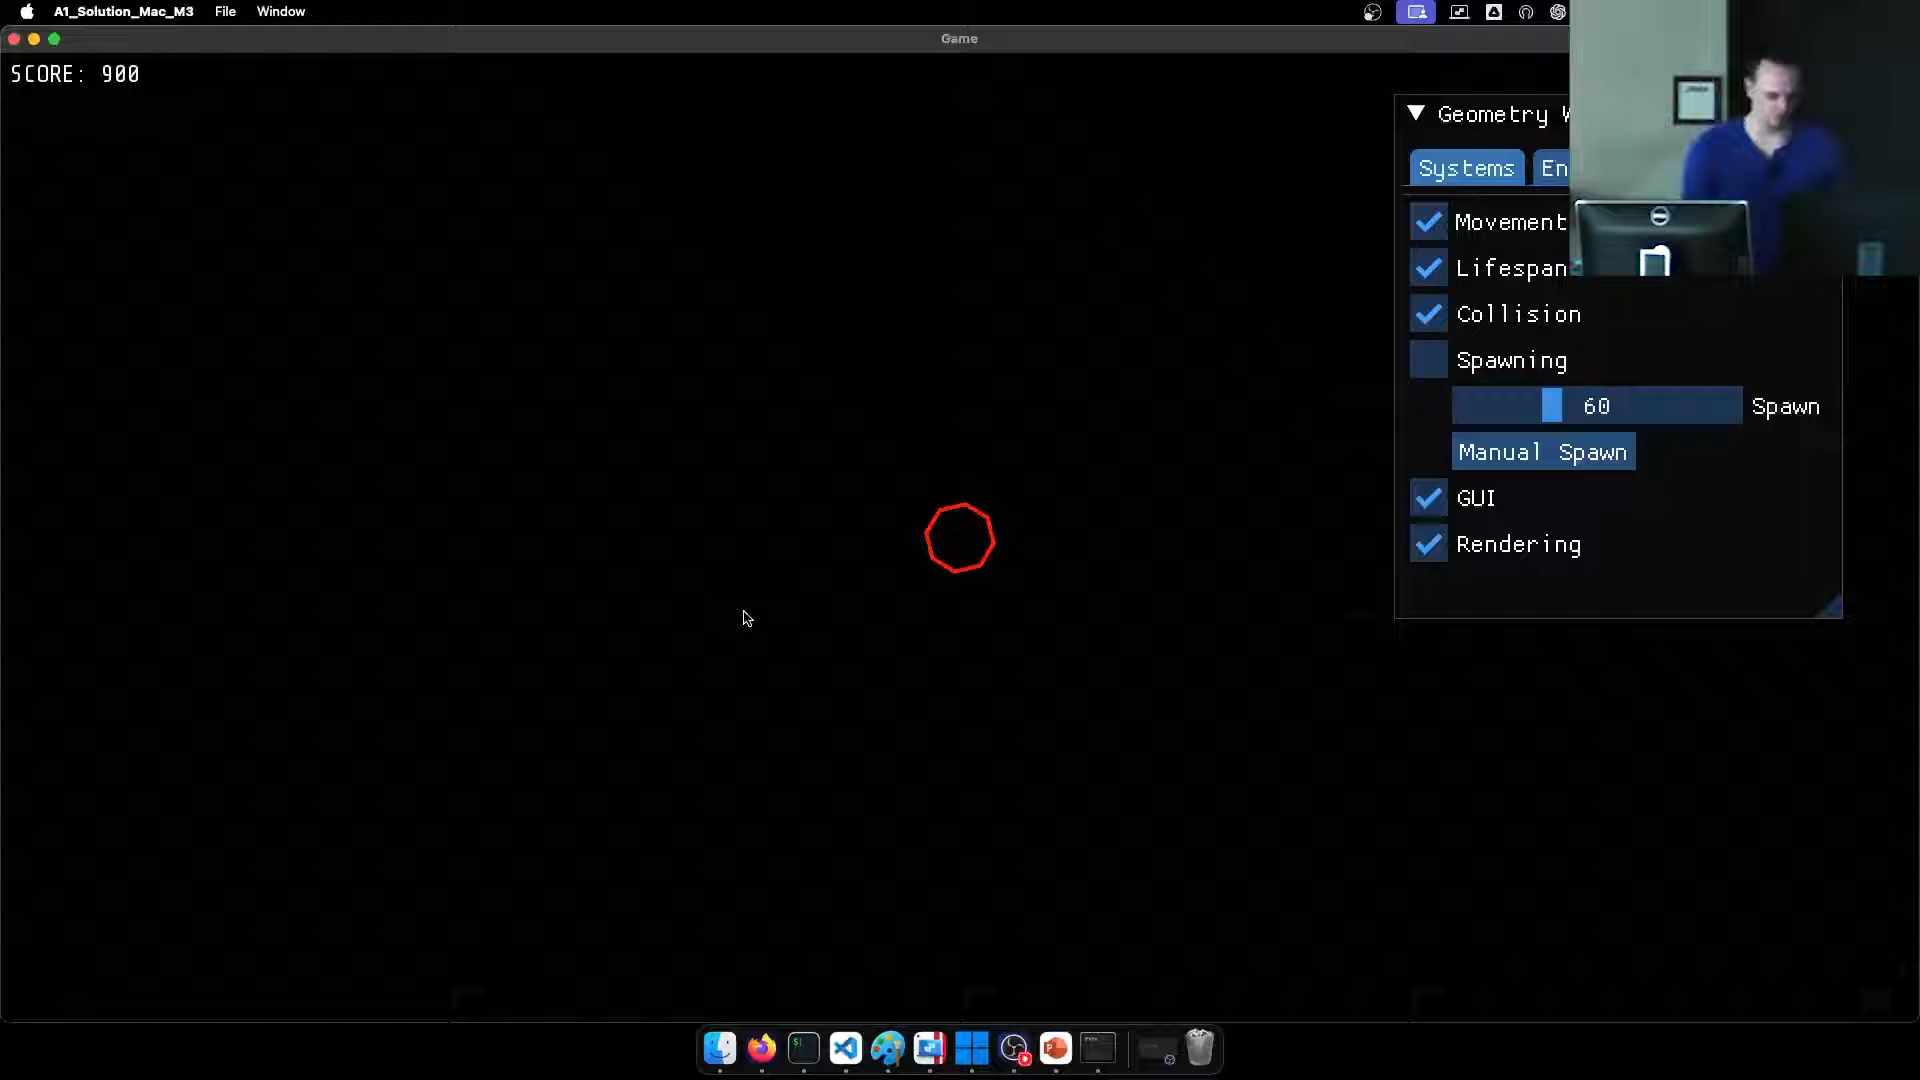 A1_Solution_Mac_M3 File Window
Game
SCORE: 900
Geometry W
Systems En
Movement
Lifespan
Collision
Spawning
60 Spawn
Manual Spawn
GUI
Rendering